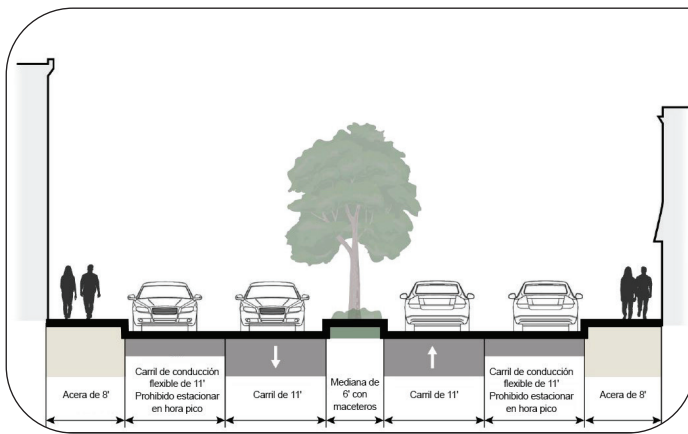 Acera de 8'
Carril de conducción
flexible de 11'
Prohibido estacionar
en hora pico
Carril de 11'
Mediana de
6' con
maceteros
Carril de 11'
Carril de conducción
flexible de 11'
Prohibido estacionar
en hora pico
Acera de 8'